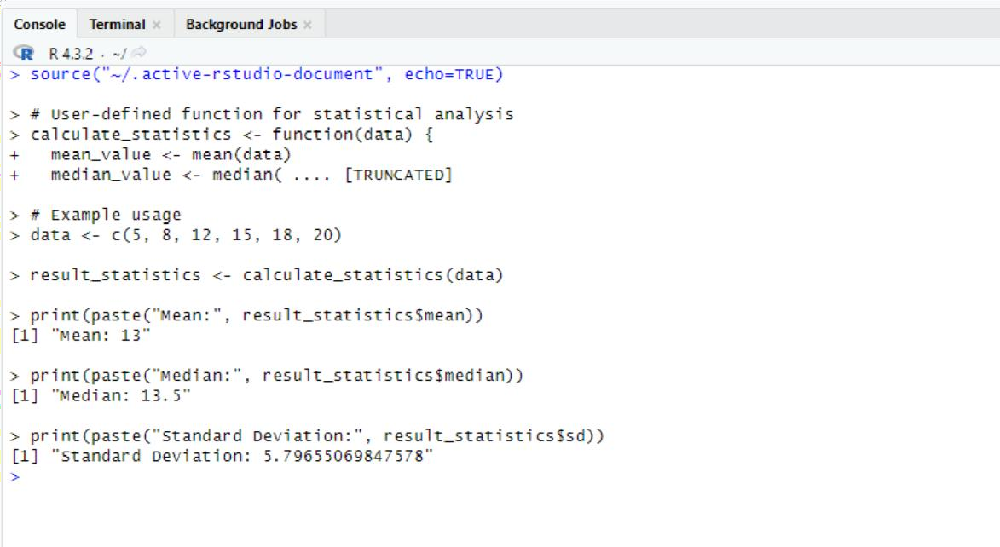 Console Terminal × Background Jobs ×
R R 4.3.2 · ~/
> source("~/.active-rstudio-document", echo=TRUE)
> # User-defined function for statistical analysis
> calculate_statistics <- function(data) {
+   mean_value <- mean(data)
+   median_value <- median( .... [TRUNCATED]
> # Example usage
> data <- c(5, 8, 12, 15, 18, 20)
> result_statistics <- calculate_statistics(data)
> print(paste("Mean:", result_statistics$mean))
[1] "Mean: 13"
> print(paste("Median:", result_statistics$median))
[1] "Median: 13.5"
> print(paste("Standard Deviation:", result_statistics$sd))
[1] "Standard Deviation: 5.79655069847578"
>